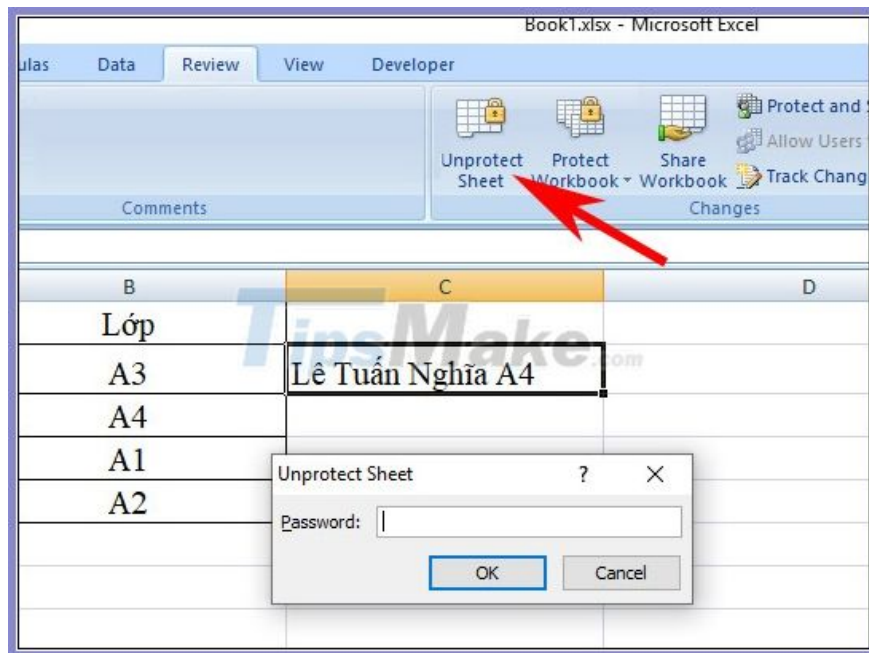 Book1.xlsx - Microsoft Excel
ulas Data Review View Developer
Unprotect Sheet
Protect Workbook
Share Workbook
Protect and S
Allow Users
Track Chang
Comments
Changes
B C D
Lớp
A3
Lê Tuấn Nghĩa A4
A4
A1
A2
TipsMake.com
Unprotect Sheet ?
Password:
OK Cancel